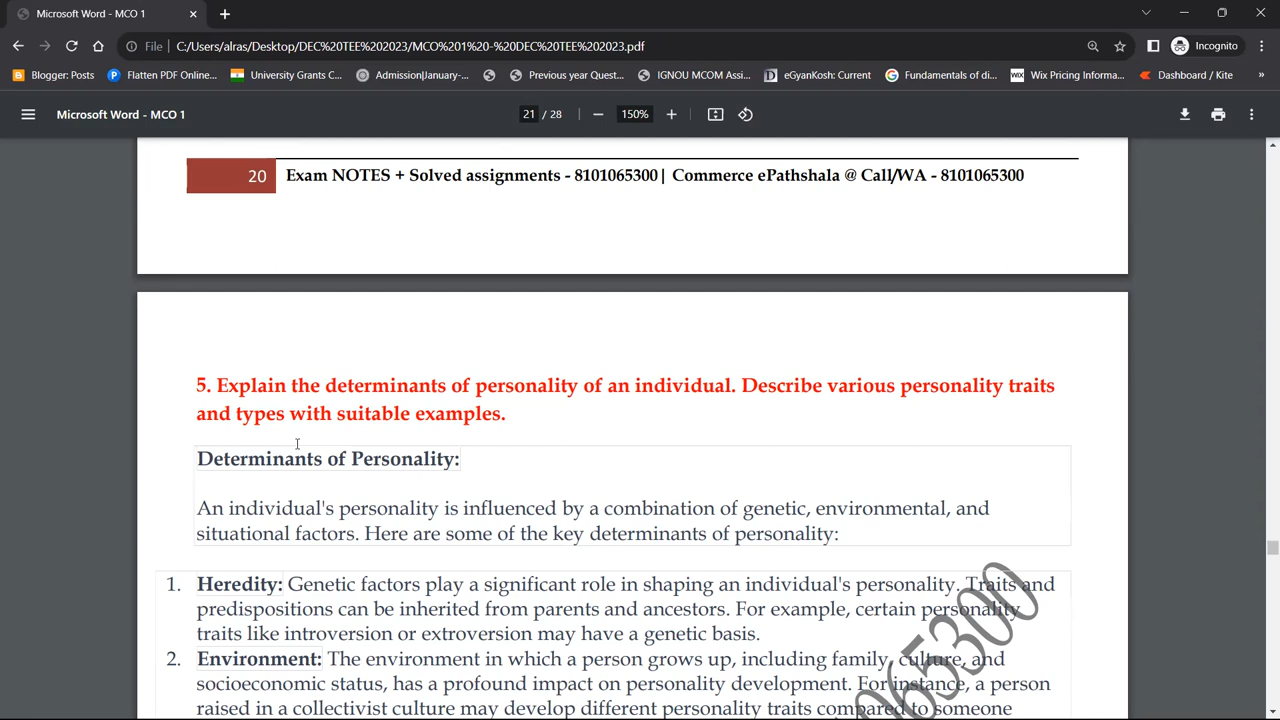 Microsoft Word - MCO 1
File C:/Users/alras/Desktop/DEC%20TEE%202023/MCO%201%20-%20DEC%20TEE%202023.pdf
Incognito
Blogger: Posts Flatten PDF Online... University Grants C... Admission|January-... Previous year Quest... IGNOU MCOM Assi... eGyanKosh: Current Fundamentals of di... WIX Wix Pricing Informa... Dashboard / Kite »
Microsoft Word - MCO 1 21 / 28 150%
20 Exam NOTES + Solved assignments - 8101065300| Commerce ePathshala @ Call/WA - 8101065300
5. Explain the determinants of personality of an individual. Describe various personality traits
and types with suitable examples.
Determinants of Personality:
An individual's personality is influenced by a combination of genetic, environmental, and
situational factors. Here are some of the key determinants of personality:
1. Heredity: Genetic factors play a significant role in shaping an individual's personality. Traits and
predispositions can be inherited from parents and ancestors. For example, certain personality
traits like introversion or extroversion may have a genetic basis.
2. Environment: The environment in which a person grows up, including family, culture, and
socioeconomic status, has a profound impact on personality development. For instance, a person
raised in a collectivist culture may develop different personality traits compared to someone
065300